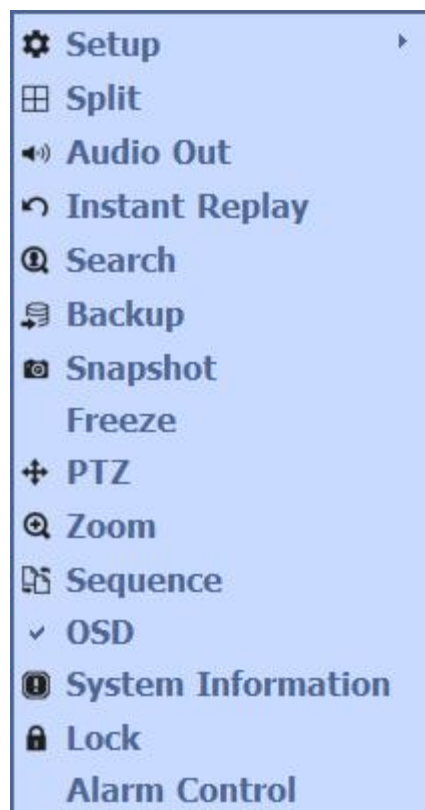 Setup
Split
Audio Out
Instant Replay
Search
Backup
Snapshot
Freeze
PTZ
Zoom
Sequence
OSD
System Information
Lock
Alarm Control